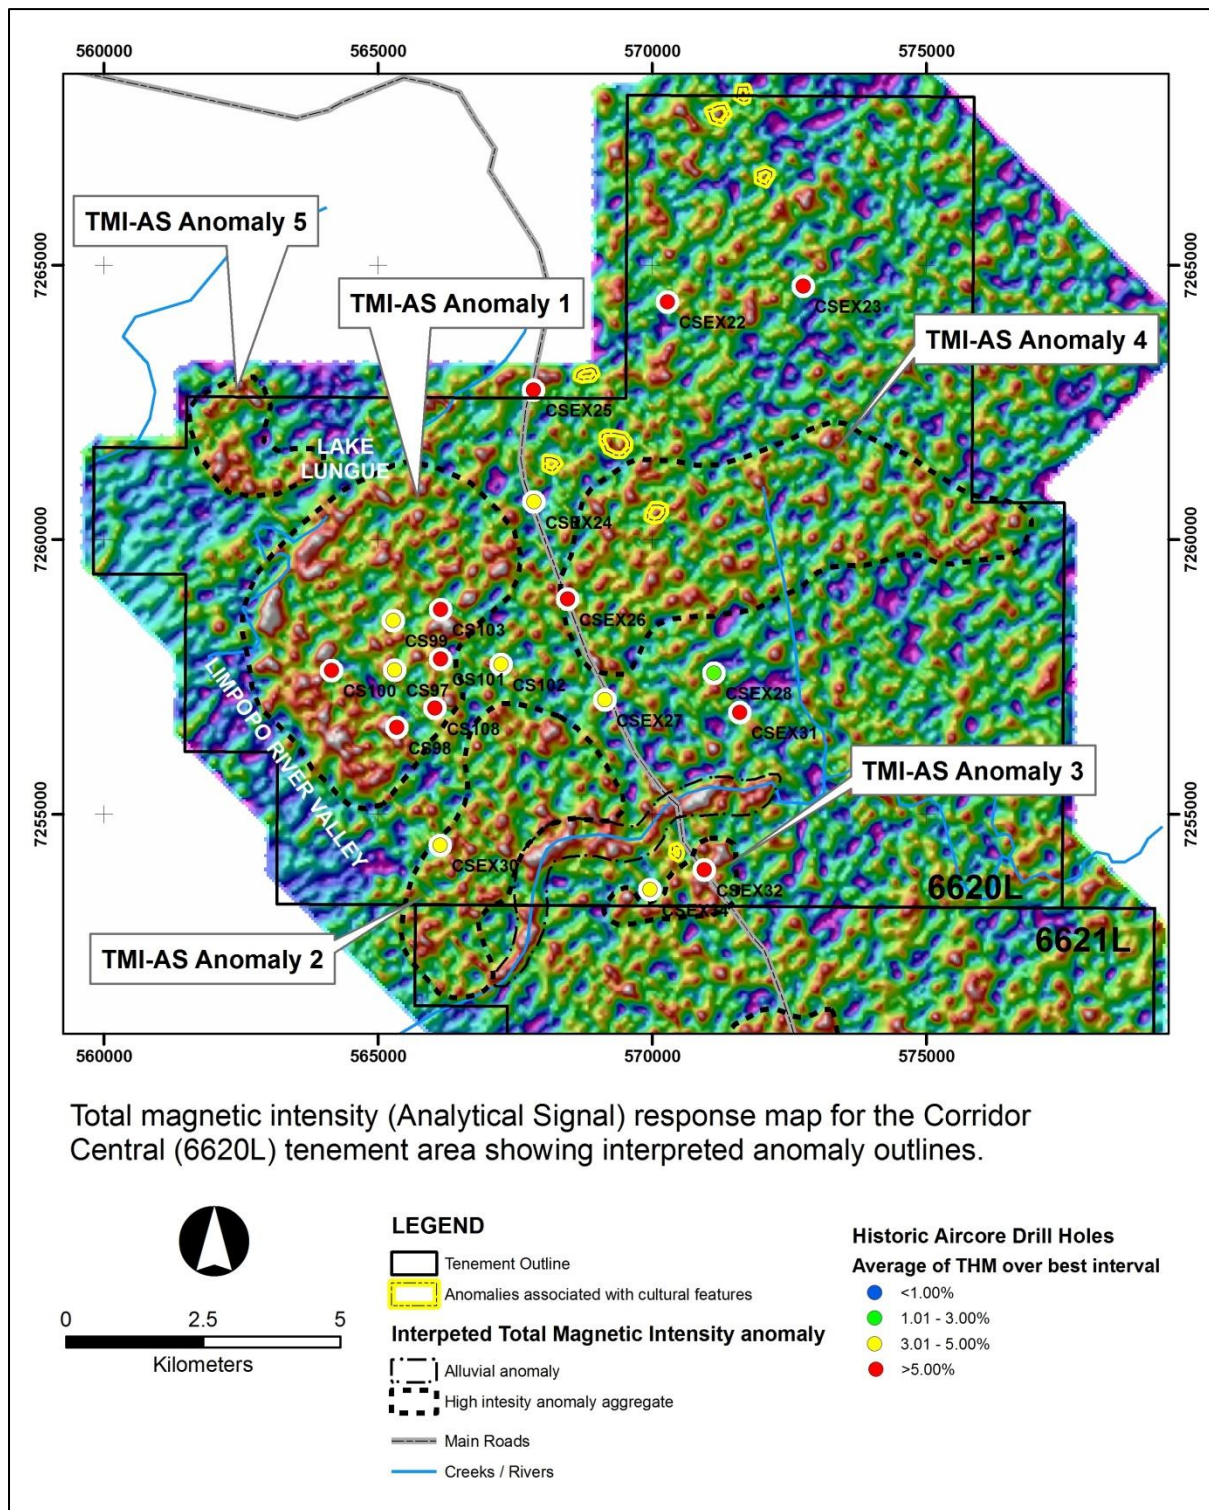 560000 565000 570000 575000
TMI-AS Anomaly 5
7265000 7265000
TMI-AS Anomaly 1
CSEX22 CSEX23
TMI-AS Anomaly 4
CSEX25
LAKE
LUNGUE
CSEX24
7260000 7260000
CSEX26
CS99 CS103
CS100 CS97 CS101 CS102
CSEX28
CSEX27
CSEX31
CS98 CS108
LIMPOPO RIVER VALLEY
TMI-AS Anomaly 3
7255000 7255000
CSEX30
CSEX32
CSEX34
6620L
6621L
TMI-AS Anomaly 2
560000 565000 570000 575000
Total magnetic intensity (Analytical Signal) response map for the Corridor
Central (6620L) tenement area showing interpreted anomaly outlines.
0 2.5 5
Kilometers
LEGEND
Tenement Outline
Anomalies associated with cultural features
Interpeted Total Magnetic Intensity anomaly
Alluvial anomaly
High intesity anomaly aggregate
Main Roads
Creeks / Rivers
Historic Aircore Drill Holes
Average of THM over best interval
<1.00%
1.01 - 3.00%
3.01 - 5.00%
>5.00%